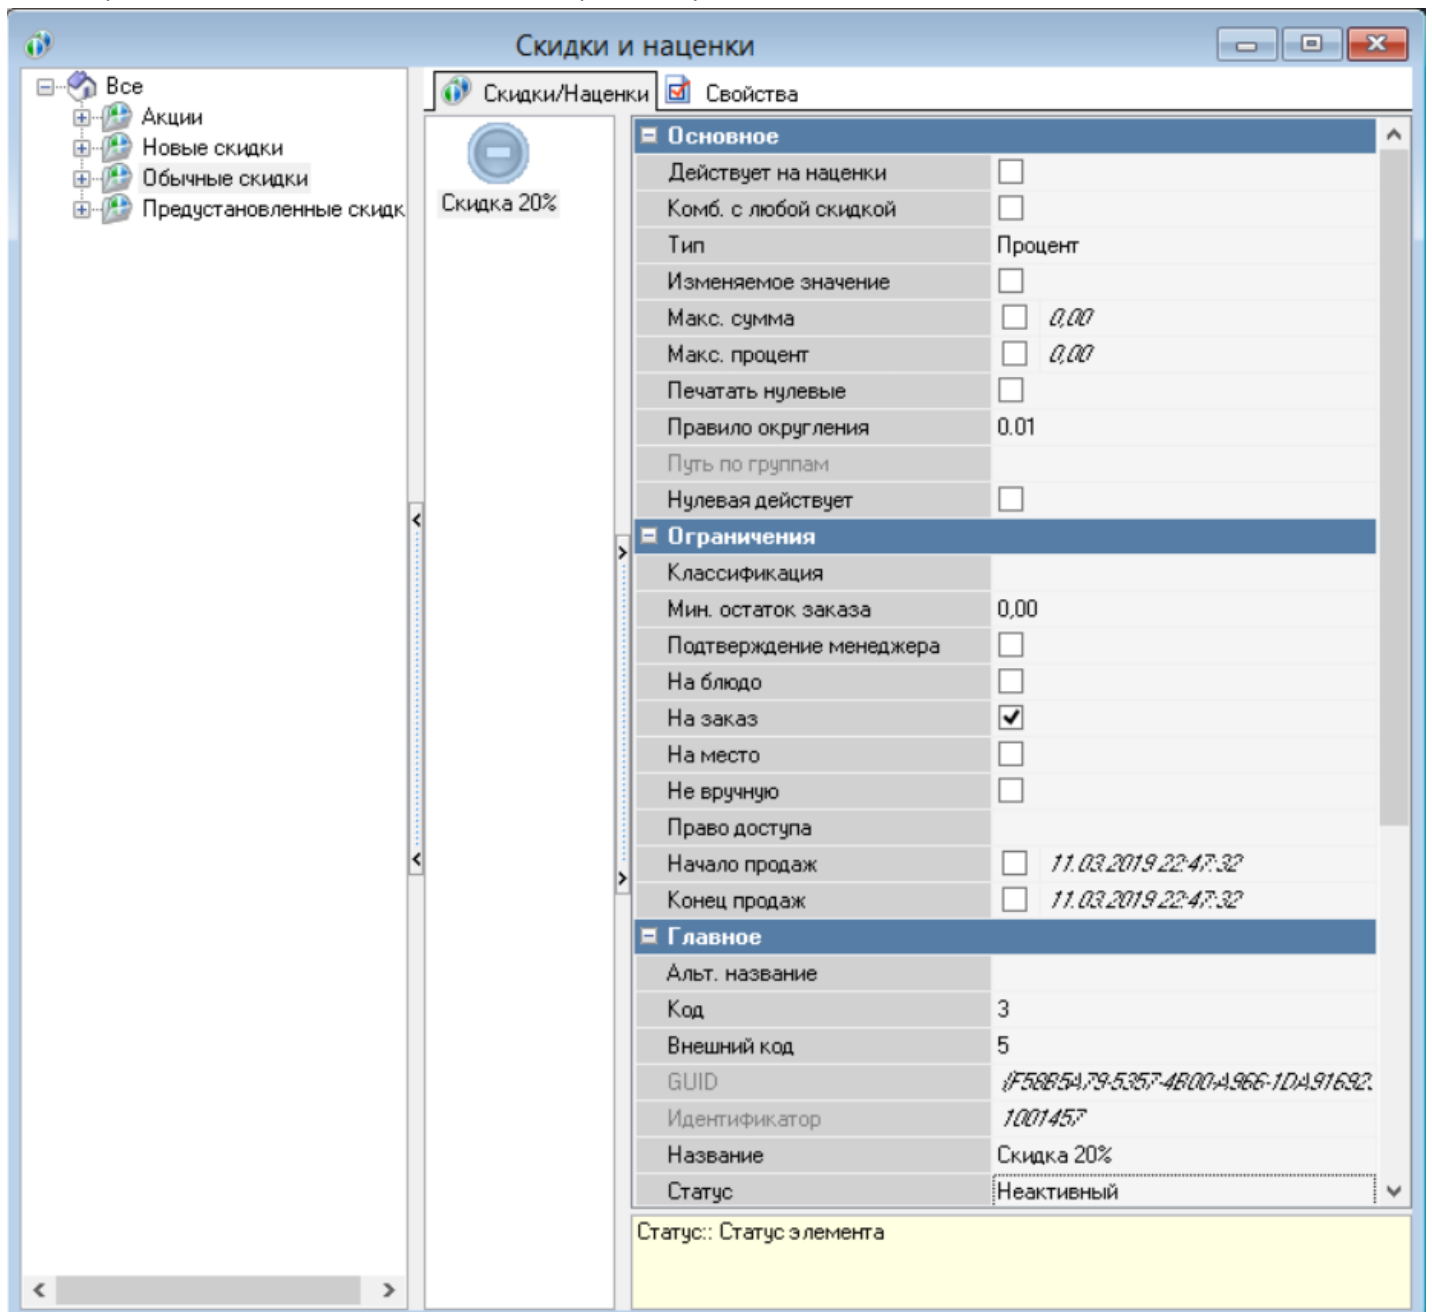 Скидки и наценки
Все
Акции
Новые скидки
Обычные скидки
Предустановленные скидк
Скидки/Наценки Свойства
Скидка 20%
Основное
Действует на наценки
Комб. с любой скидкой
Тип Процент
Изменяемое значение
Макс. сумма 0,00
Макс. процент 0,00
Печатать нулевые
Правило округления 0.01
Путь по группам
Нулевая действует
Ограничения
Классификация
Мин. остаток заказа 0,00
Подтверждение менеджера
На блюдо
На заказ
На место
Не вручную
Право доступа
Начало продаж 11.03.2019 22:47:32
Конец продаж 11.03.2019 22:47:32
Главное
Альт. название
Код 3
Внешний код 5
GUID {F58B5A79-5357-4B00-A966-1DA91692
Идентификатор 1001457
Название Скидка 20%
Статус Неактивный
Статус:: Статус элемента